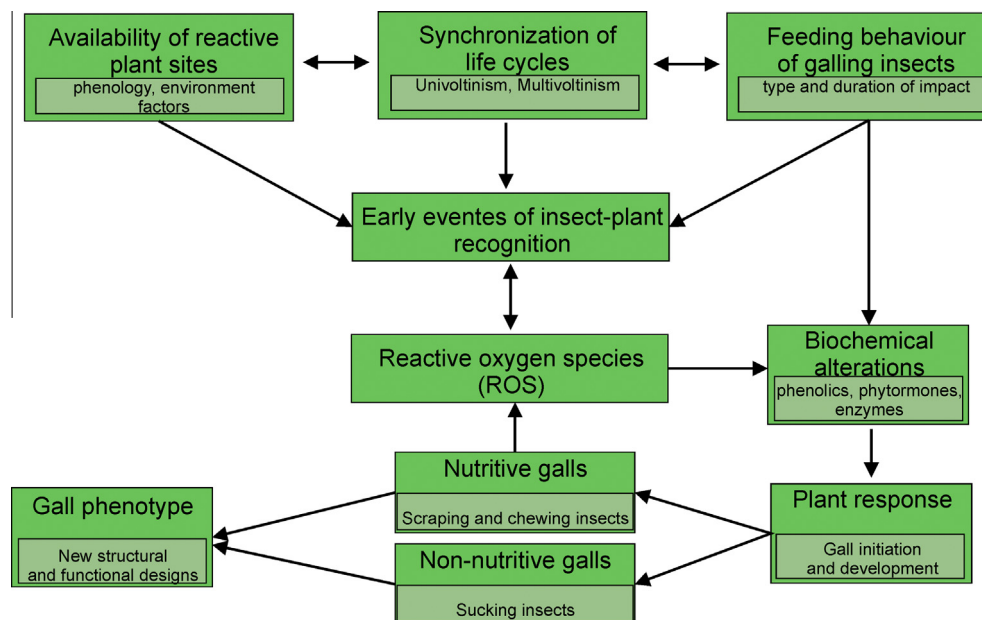 Availability of reactive
plant sites
phenology, environment
factors
Synchronization of
life cycles
Univoltinism, Multivoltinism
Feeding behaviour
of galling insects
type and duration of impact
Early eventes of insect-plant
recognition
Reactive oxygen species
(ROS)
Biochemical
alterations
phenolics, phytormones,
enzymes
Nutritive galls
Scraping and chewing insects
Plant response
Gall initiation
and development
Gall phenotype
New structural
and functional designs
Non-nutritive galls
Sucking insects